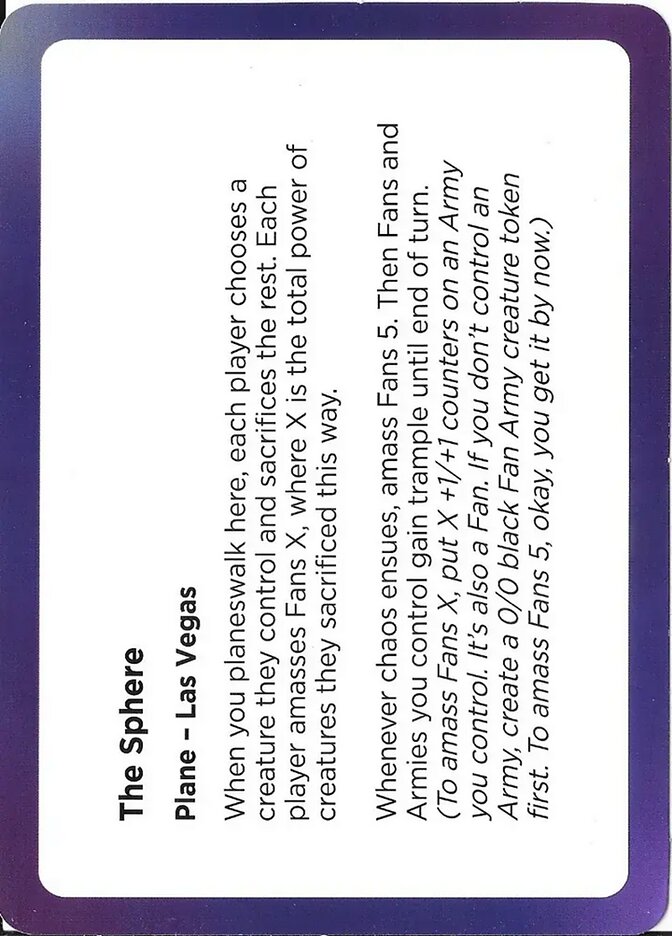 The Sphere
Plane – Las Vegas
When you planeswalk here, each player chooses a
creature they control and sacrifices the rest. Each
player amasses Fans X, where X is the total power of
creatures they sacrificed this way.
Whenever chaos ensues, amass Fans 5. Then Fans and
Armies you control gain trample until end of turn.
(To amass Fans X, put X +1/+1 counters on an Army
you control. It's also a Fan. If you don't control an
Army, create a 0/0 black Fan Army creature token
first. To amass Fans 5, okay, you get it by now.)